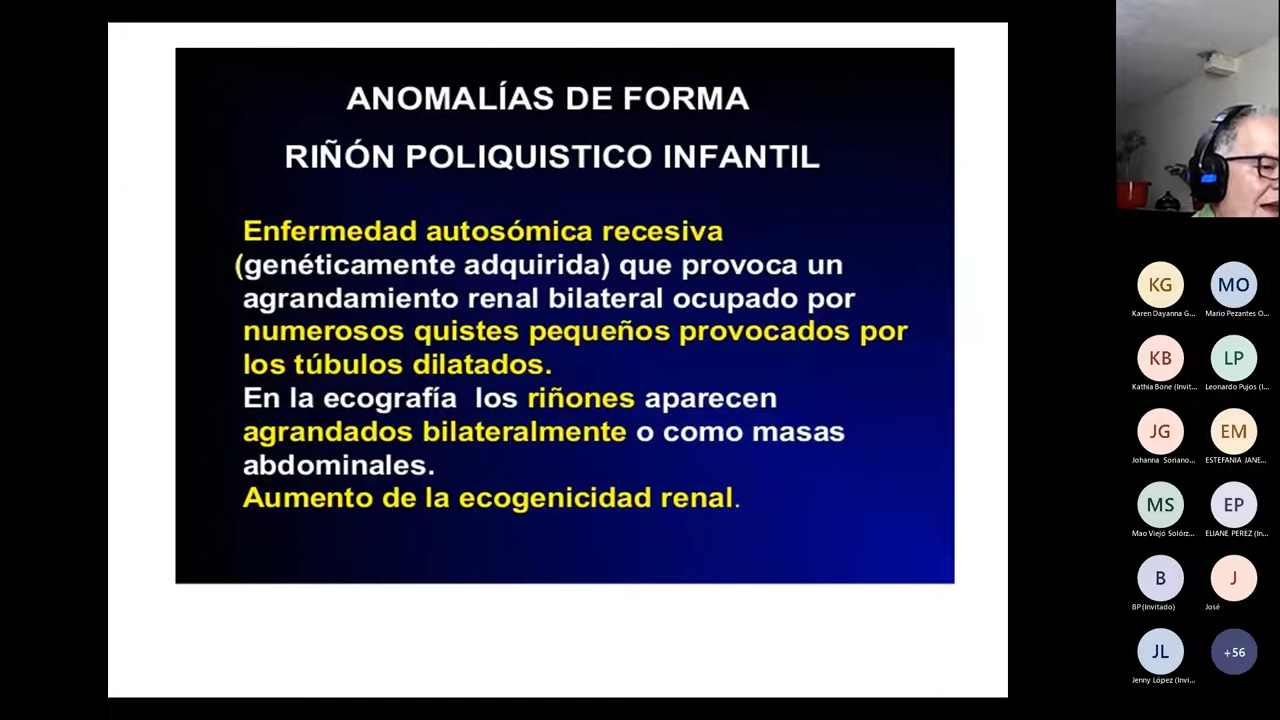 ANOMALÍAS DE FORMA
RIÑÓN POLIQUISTICO INFANTIL
Enfermedad autosómica recesiva
(genéticamente adquirida) que provoca un
agrandamiento renal bilateral ocupado por
numerosos quistes pequeños provocados por
los túbulos dilatados.
En la ecografía los riñones aparecen
agrandados bilateralmente o como masas
abdominales.
Aumento de la ecogenicidad renal.
KG MO
Karen Dayanna G... Mario Pezantes O...
KB LP
Kathia Bone (Invit... Leonardo Pujos (I...
JG EM
Johanna Soriano... ESTEFANIA JANE...
MS EP
Mao Viejó Solórz... ELIANE PEREZ (In...
B J
BP (Invitado) José
JL +56
Jenny López (Invi...